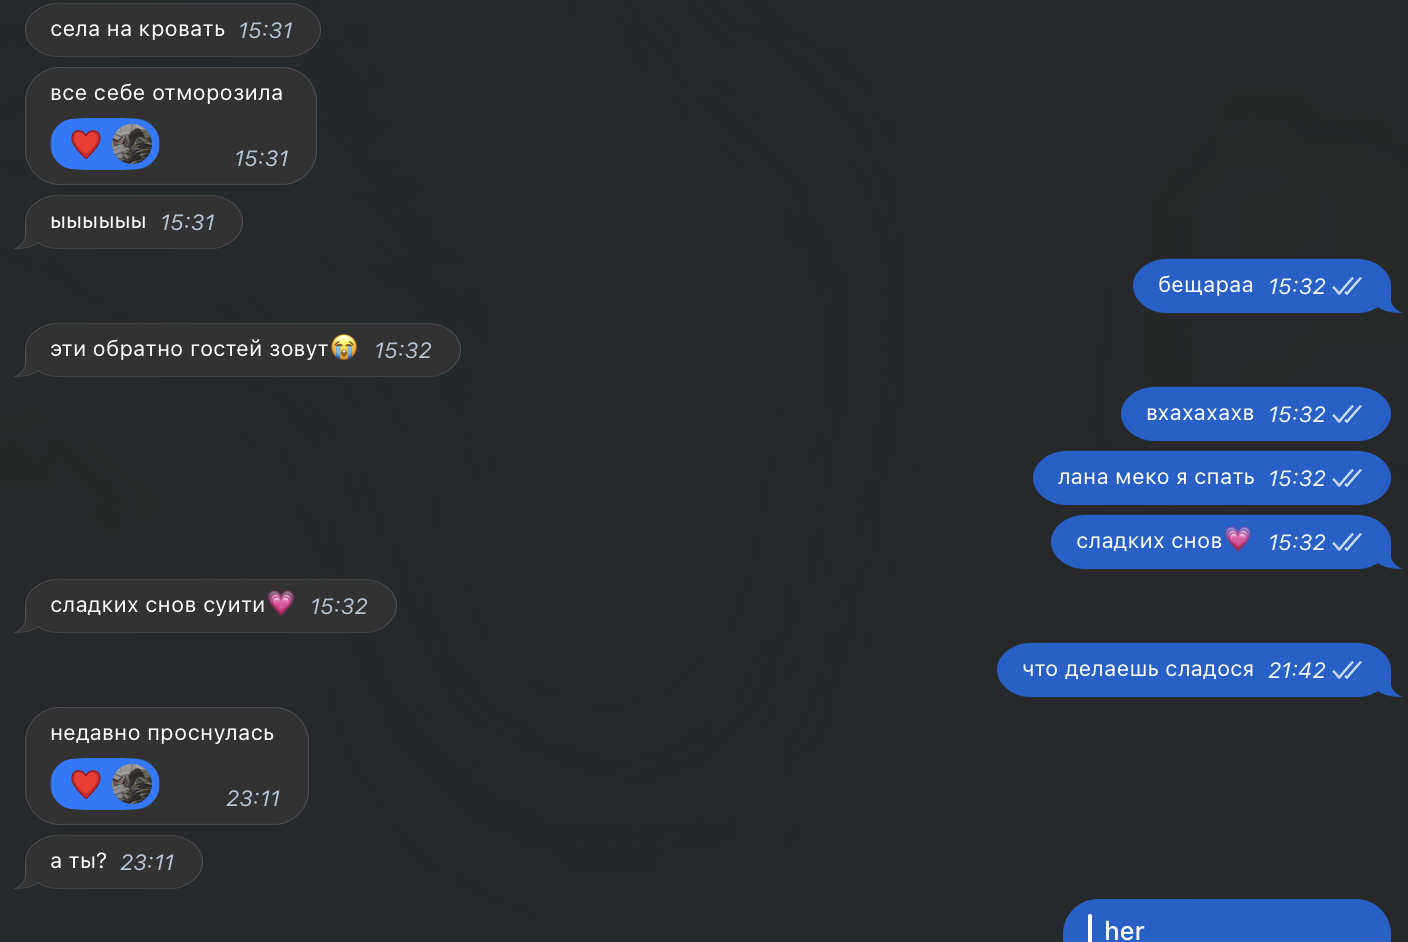 села на кровать 15:31
все себе отморозила
15:31
ыыыыыы 15:31
бещараа 15:32
эти обратно гостей зовут😭 15:32
вхахахахв 15:32
лана меко я спать 15:32
сладких снов💗 15:32
сладких снов суити💗 15:32
что делаешь сладося 21:42
недавно проснулась
23:11
а ты? 23:11
her